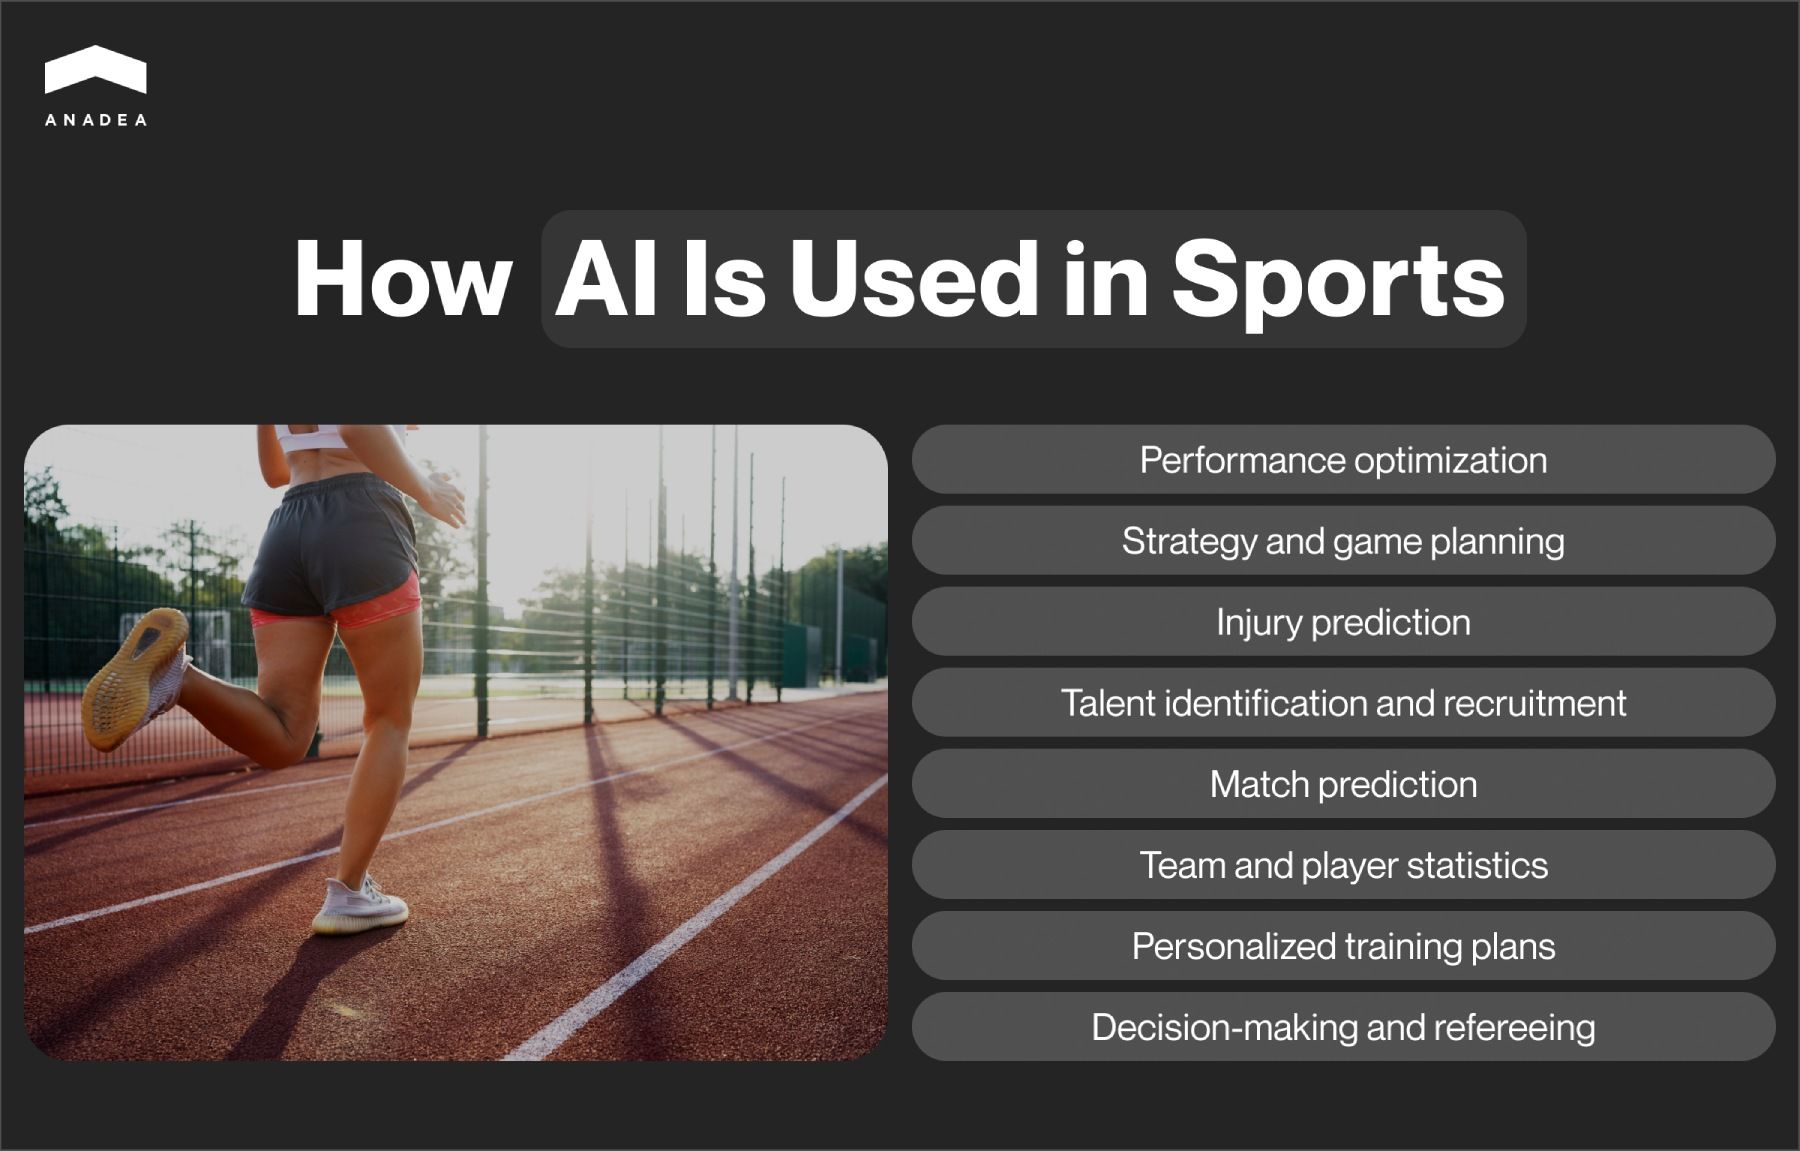 ANADEA
How AI Is Used in Sports
Performance optimization
Strategy and game planning
Injury prediction
Talent identification and recruitment
Match prediction
Team and player statistics
Personalized training plans
Decision-making and refereeing